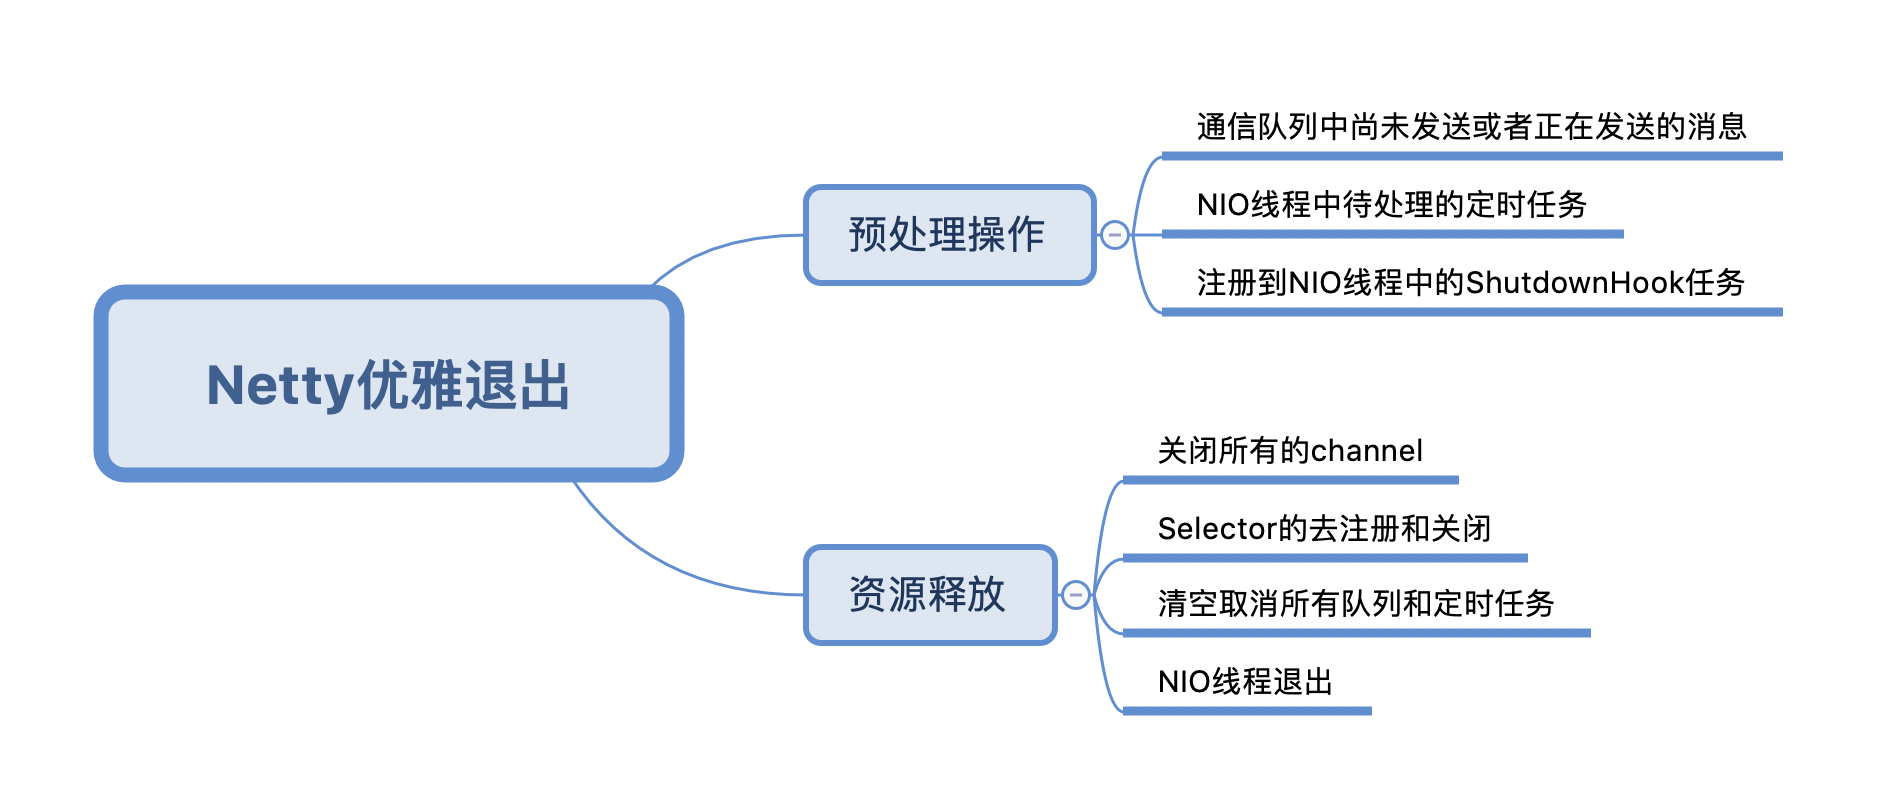 Netty优雅退出
预处理操作
通信队列中尚未发送或者正在发送的消息
NIO线程中待处理的定时任务
注册到NIO线程中的ShutdownHook任务
资源释放
关闭所有的channel
Selector的去注册和关闭
清空取消所有队列和定时任务
NIO线程退出